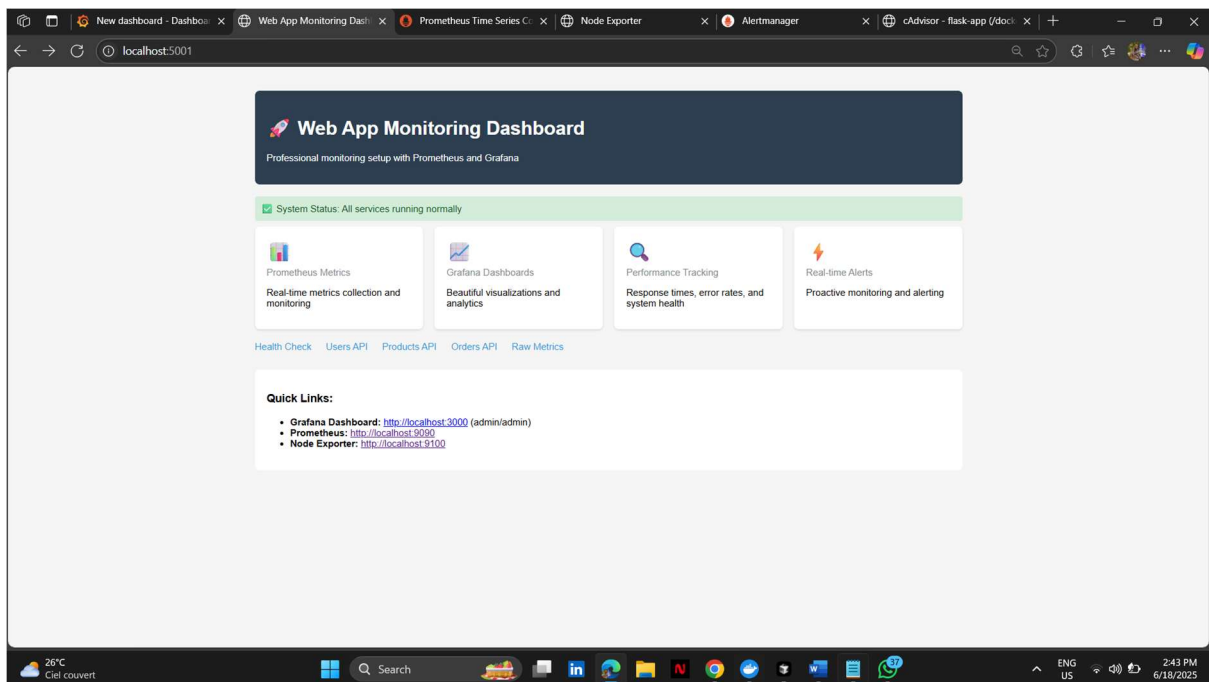 New dashboard - Dashboa
Web App Monitoring Dash
Prometheus Time Series Co
Node Exporter
Alertmanager
cAdvisor - flask-app (/dock
localhost:5001
Web App Monitoring Dashboard
Professional monitoring setup with Prometheus and Grafana
System Status: All services running normally
Prometheus Metrics
Real-time metrics collection and
monitoring
Grafana Dashboards
Beautiful visualizations and
analytics
Performance Tracking
Response times, error rates, and
system health
Real-time Alerts
Proactive monitoring and alerting
Health Check Users API Products API Orders API Raw Metrics
Quick Links:
• Grafana Dashboard: http://localhost:3000 (admin/admin)
• Prometheus: http://localhost:9090
• Node Exporter: http://localhost:9100
26°C
Ciel couvert
Search
in
N
W
37
ENG
US
2:43 PM
6/18/2025